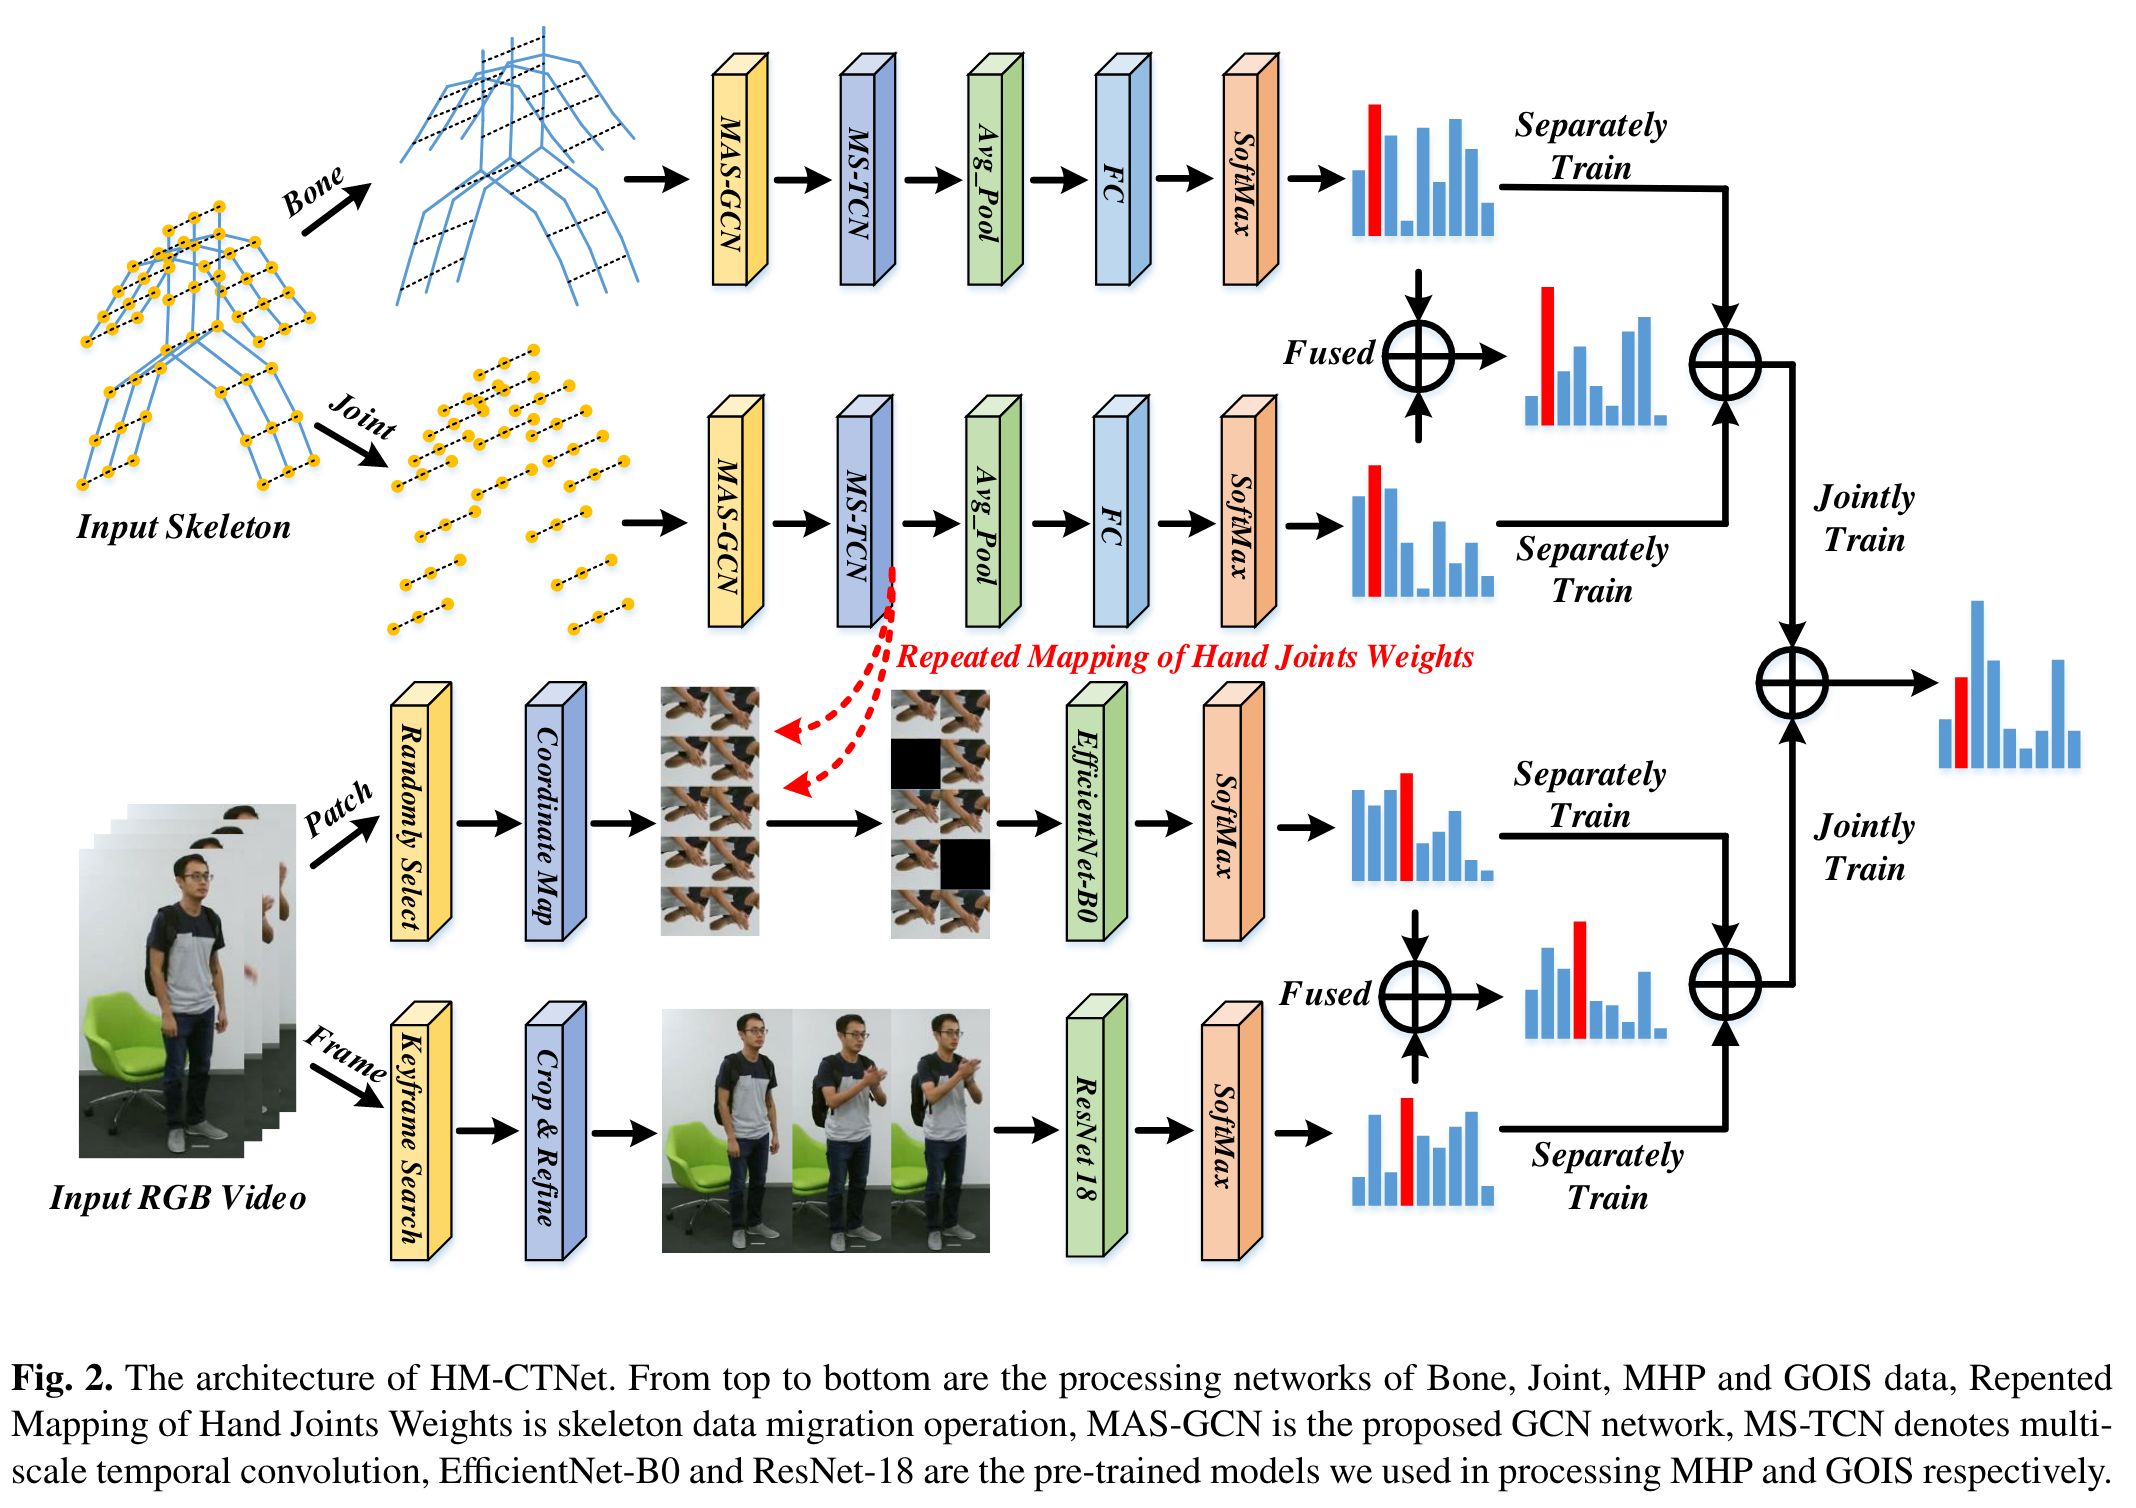 Bone
MAS-GCN
MS-TCN
Avg_Pool
FC
SoftMax
Separately
Train
Fused
Joint
Input Skeleton
MAS-GCN
MS-TCN
Avg_Pool
FC
SoftMax
Separately
Train
Jointly
Train
Repeated Mapping of Hand Joints Weights
Patch
Randomly Select
Coordinate Map
EfficientNet-B0
SoftMax
Separately
Train
Jointly
Train
Fused
Frame
Keyframe Search
Crop & Refine
ResNet 18
SoftMax
Separately
Train
Input RGB Video
Fig. 2. The architecture of HM-CTNet. From top to bottom are the processing networks of Bone, Joint, MHP and GOIS data, Repented
Mapping of Hand Joints Weights is skeleton data migration operation, MAS-GCN is the proposed GCN network, MS-TCN denotes multi-
scale temporal convolution, EfficientNet-B0 and ResNet-18 are the pre-trained models we used in processing MHP and GOIS respectively.